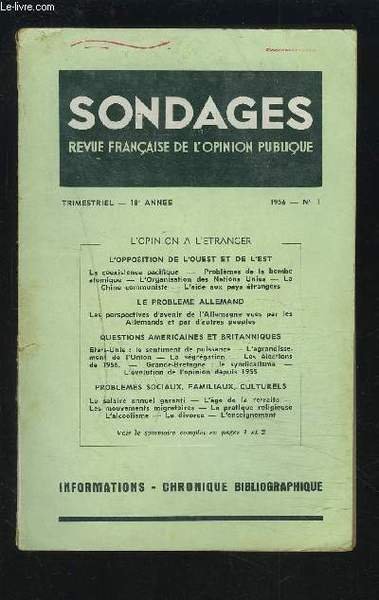 Le-livre.com
SONDAGES
REVUE FRANÇAISE DE L'OPINION PUBLIQUE
TRIMESTRIEL — 18e ANNÉE 1956 — N° 1
L'OPINION A L'ETRANGER
L'OPPOSITION DE L'OUEST ET DE L'EST
La coexistence pacifique — Problèmes de la bombe
atomique — L'Organisation des Nations Unies — La
Chine communiste — L'aide aux pays étrangers
LE PROBLEME ALLEMAND
Les perspectives d'avenir de l'Allemagne vues par les
Allemands et par d'autres peuples
QUESTIONS AMERICAINES ET BRITANNIQUES
Etats-Unis : le sentiment de puissance — L'agrandisse-
ment de l'Union — La ségrégation — Les élections
de 1956. — Grande-Bretagne : le syndicalisme —
L'évolution de l'opinion depuis 1955
PROBLEMES SOCIAUX, FAMILIAUX, CULTURELS
Le salaire annuel garanti — L'âge de la retraite —
Les mouvements migratoires — La pratique religieuse
L'alcoolisme — Le divorce — L'enseignement
Voir le sommaire complet en pages 1 et 2
INFORMATIONS - CHRONIQUE BIBLIOGRAPHIQUE